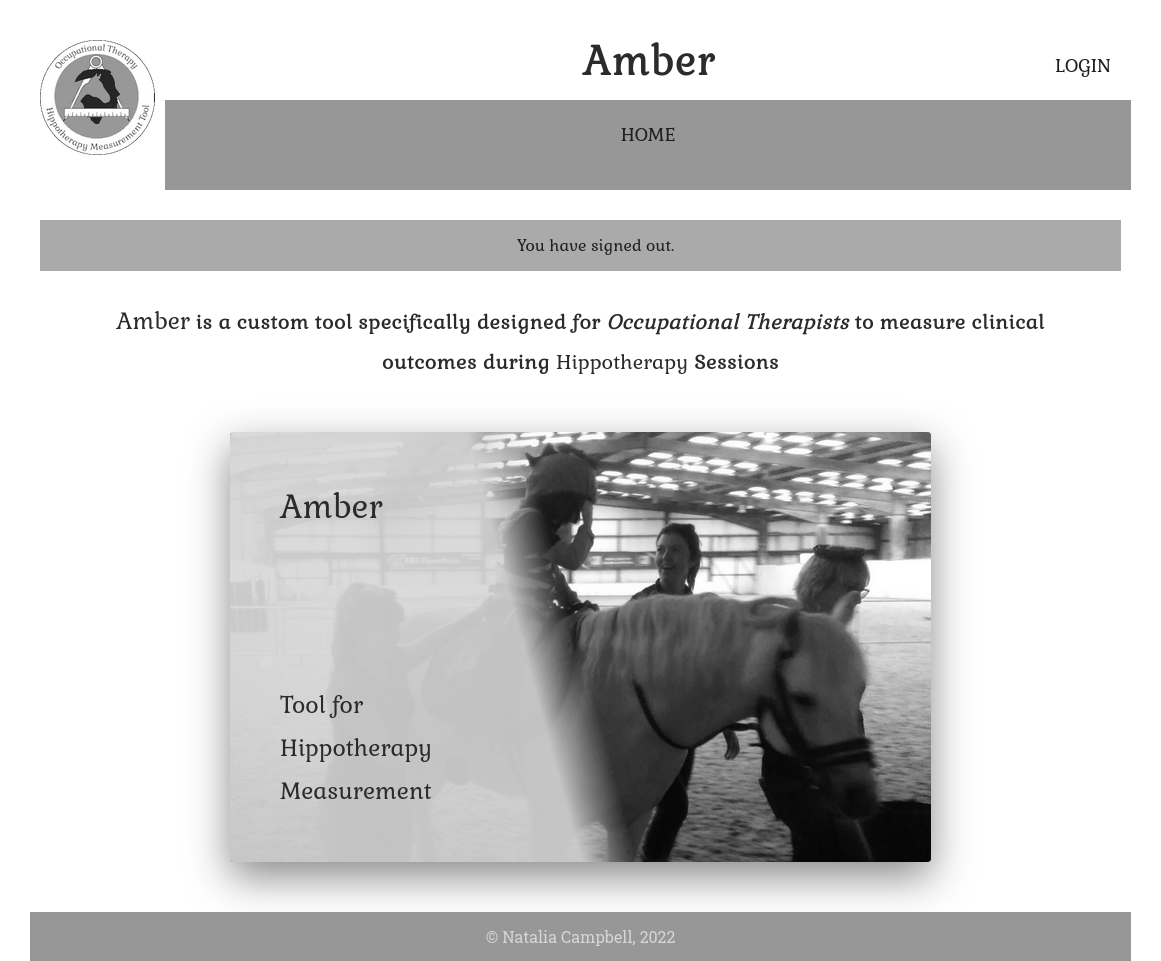 Occupational Therapy
Hippotherapy Measurement Tool
Amber
LOGIN
HOME
You have signed out.
Amber is a custom tool specifically designed for Occupational Therapists to measure clinical
outcomes during Hippotherapy Sessions
Amber
Tool for
Hippotherapy
Measurement
© Natalia Campbell, 2022